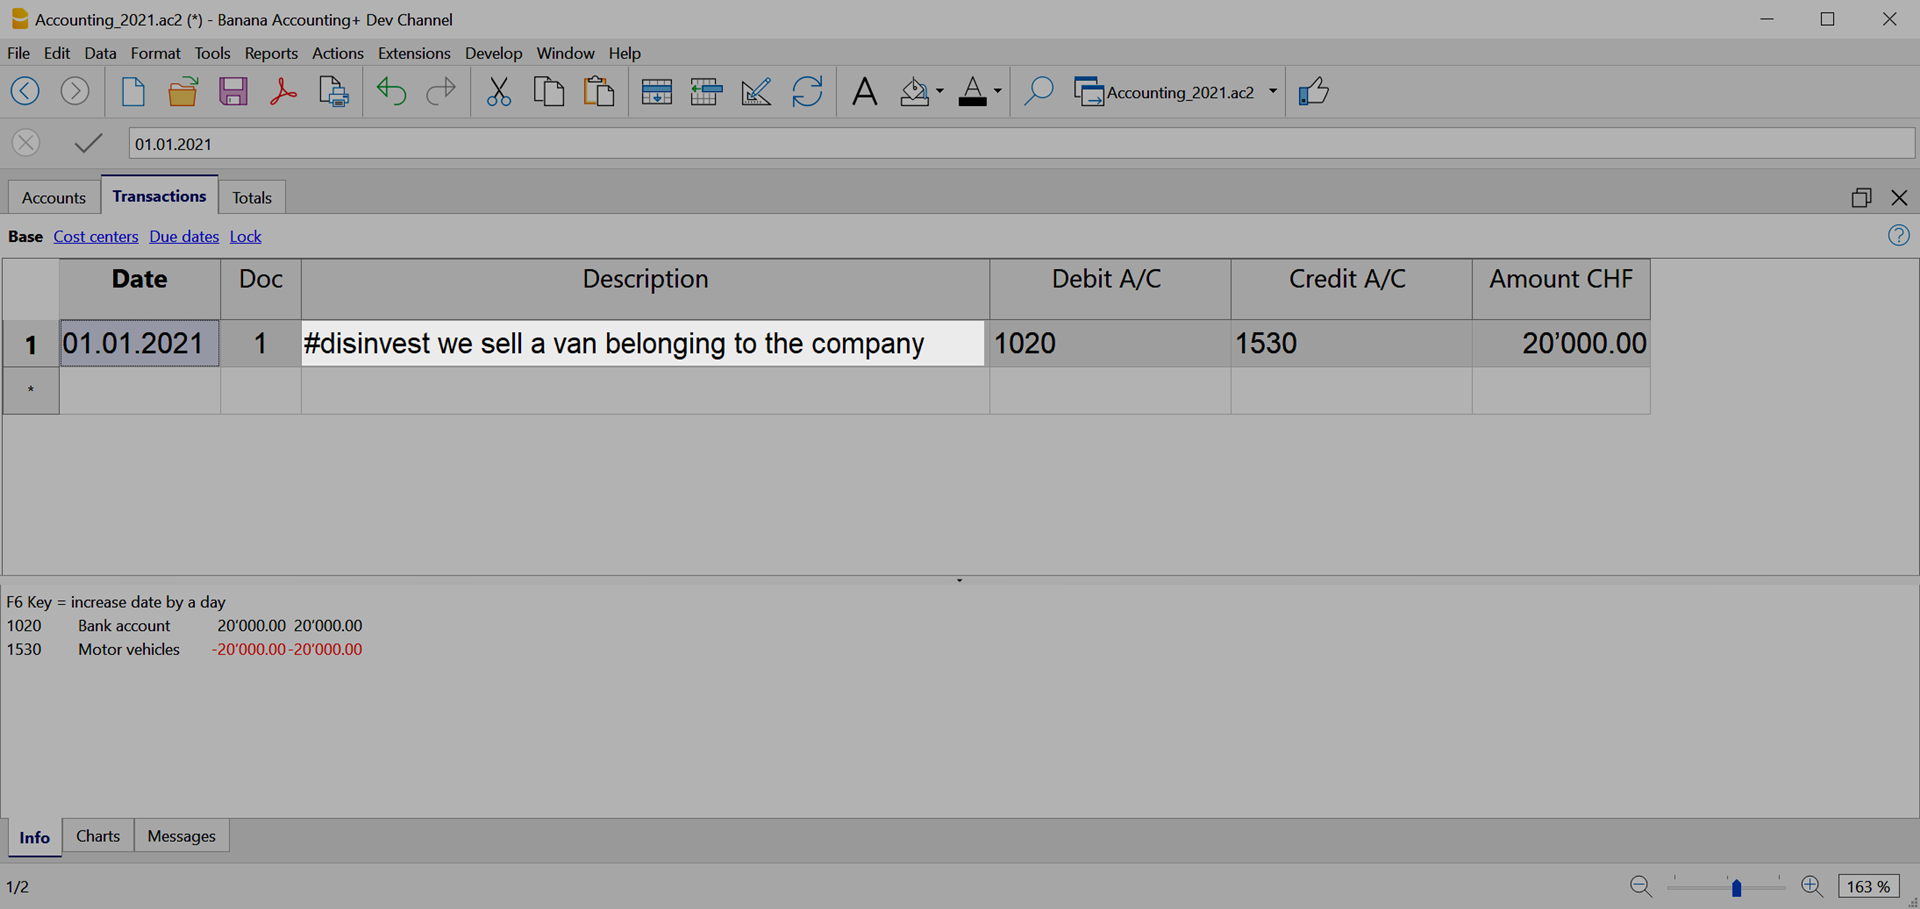 Accounting_2021.ac2 (*) - Banana Accounting+ Dev Channel
File Edit Data Format Tools Reports Actions Extensions Develop Window Help
Accounting_2021.ac2
01.01.2021
Accounts Transactions Totals
Base Cost centers Due dates Lock
Date Doc Description Debit A/C Credit A/C Amount CHF
1 01.01.2021 1 #disinvest we sell a van belonging to the company 1020 1530 20’000.00
*
F6 Key = increase date by a day
1020 Bank account 20’000.00 20’000.00
1530 Motor vehicles -20’000.00 -20’000.00
Info Charts Messages
1/2 163 %